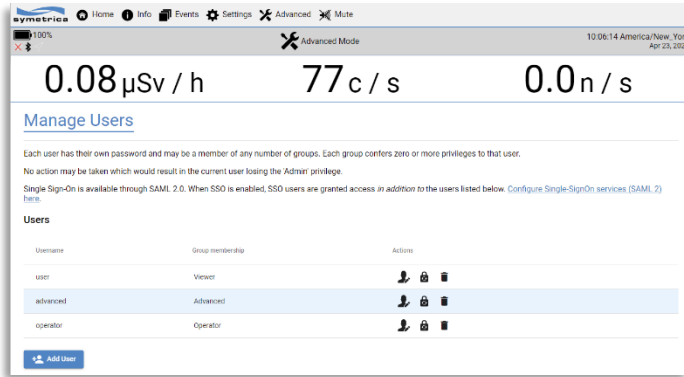 symetrica Home Info Events Settings Advanced Mute
100% Advanced Mode 10:06:14 America/New_Yor
Apr 23, 202
0.08 μSv / h 77 c / s 0.0 n / s
Manage Users
Each user has their own password and may be a member of any number of groups. Each group confers zero or more privileges to that user.
No action may be taken which would result in the current user losing the 'Admin' privilege.
Single Sign-On is available through SAML 2.0. When SSO is enabled, SSO users are granted access in addition to the users listed below. Configure Single-SignOn services (SAML 2)
here.
Users
Username Group membership Actions
user Viewer
advanced Advanced
operator Operator
Add User